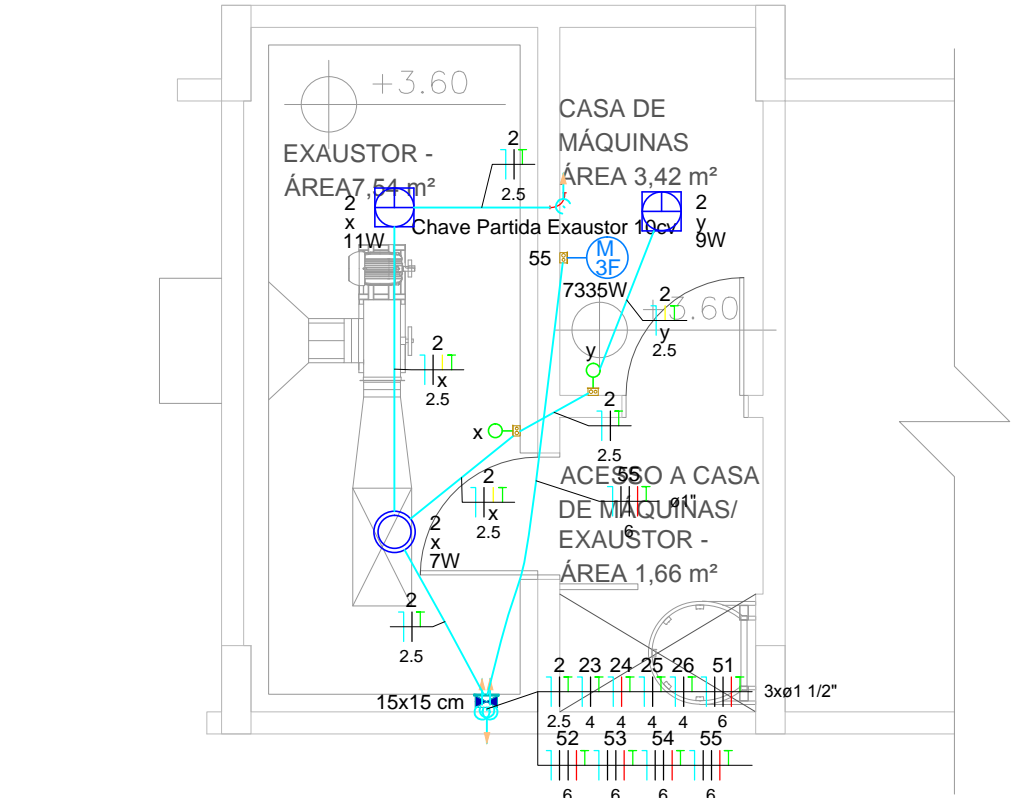 +3.60
EXAUSTOR -
ÁREA7,54 m²
CASA DE
MÁQUINAS
ÁREA 3,42 m²
2
2.5
2
x
11W
Chave Partida Exaustor 10cv
2
y
9W
55
M
3F
7335W
+3.60
2
y
2.5
2
x
2.5
y
2
2.5
x
2
x
2.5
ACESSO A CASA
DE MÁQUINAS/
EXAUSTOR -
ÁREA 1,66 m²
55
ø1"
6
2
x
7W
2
2.5
15x15 cm
2 23 24 25 26 51
3xø1 1/2"
2.5 4 4 4 4 6
52 53 54 55
6 6 6 6